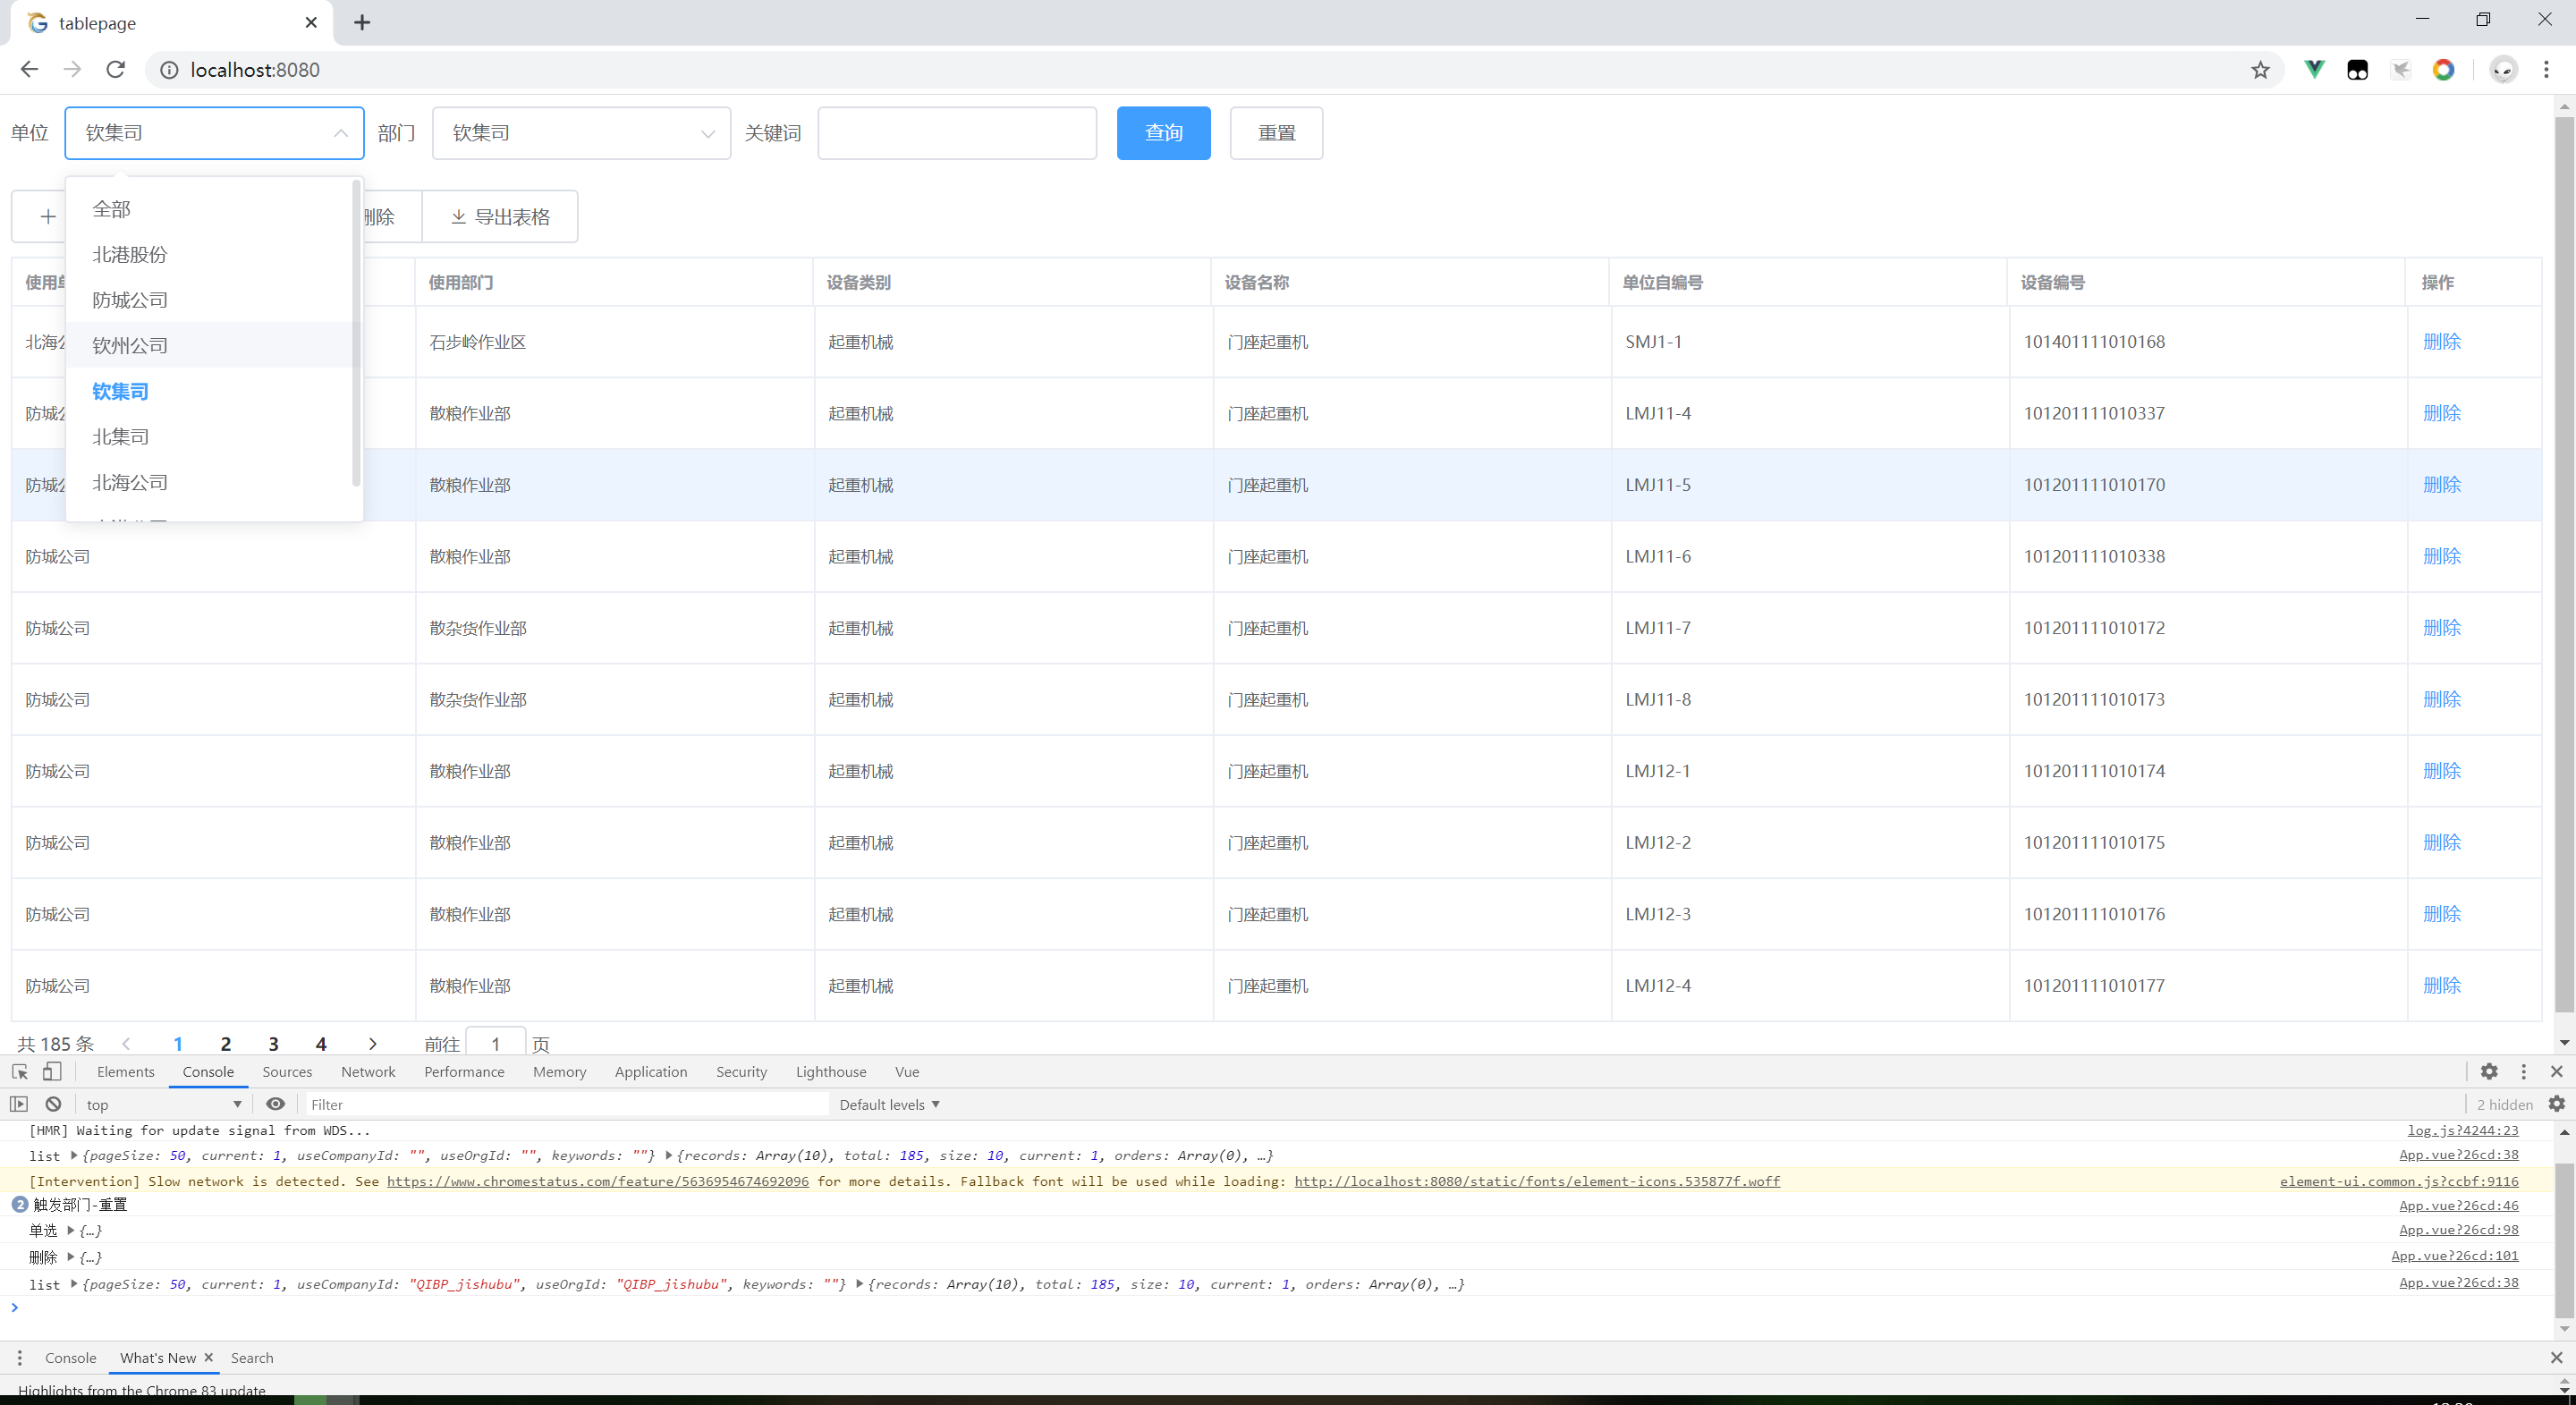 tablepage
localhost:8080
单位 钦集司 部门 钦集司 关键词 查询 重置
全部
北港股份
防城公司
钦州公司
钦集司
北集司
北海公司
删除 导出表格
使用 使用部门 设备类别 设备名称 单位自编号 设备编号 操作
北海 石步岭作业区 起重机械 门座起重机 SMJ1-1 101401111010168 删除
防城 散粮作业部 起重机械 门座起重机 LMJ11-4 101201111010337 删除
防城 散粮作业部 起重机械 门座起重机 LMJ11-5 101201111010170 删除
防城公司 散粮作业部 起重机械 门座起重机 LMJ11-6 101201111010338 删除
防城公司 散杂货作业部 起重机械 门座起重机 LMJ11-7 101201111010172 删除
防城公司 散杂货作业部 起重机械 门座起重机 LMJ11-8 101201111010173 删除
防城公司 散粮作业部 起重机械 门座起重机 LMJ12-1 101201111010174 删除
防城公司 散粮作业部 起重机械 门座起重机 LMJ12-2 101201111010175 删除
防城公司 散粮作业部 起重机械 门座起重机 LMJ12-3 101201111010176 删除
防城公司 散粮作业部 起重机械 门座起重机 LMJ12-4 101201111010177 删除
共 185 条 1 2 3 4 前往 1 页
Elements Console Sources Network Performance Memory Application Security Lighthouse Vue
top Filter Default levels ▼ 2 hidden
[HMR] Waiting for update signal from WDS... log.js?4244:23
list ▶{pageSize: 50, current: 1, useCompanyId: "", useOrgId: "", keywords: ""} ▶{records: Array(10), total: 185, size: 10, current: 1, orders: Array(0), …} App.vue?26cd:38
[Intervention] Slow network is detected. See https://www.chromestatus.com/feature/5636954674692096 for more details. Fallback font will be used while loading: http://localhost:8080/static/fonts/element-icons.535877f.woff element-ui.common.js?ccbf:9116
2 触发部门-重置 App.vue?26cd:46
单选 ▶{…} App.vue?26cd:98
删除 ▶{…} App.vue?26cd:101
list ▶{pageSize: 50, current: 1, useCompanyId: "QIBP_jishubu", useOrgId: "QIBP_jishubu", keywords: ""} ▶{records: Array(10), total: 185, size: 10, current: 1, orders: Array(0), …} App.vue?26cd:38
Console What's New Search
Highlights from the Chrome 83 update